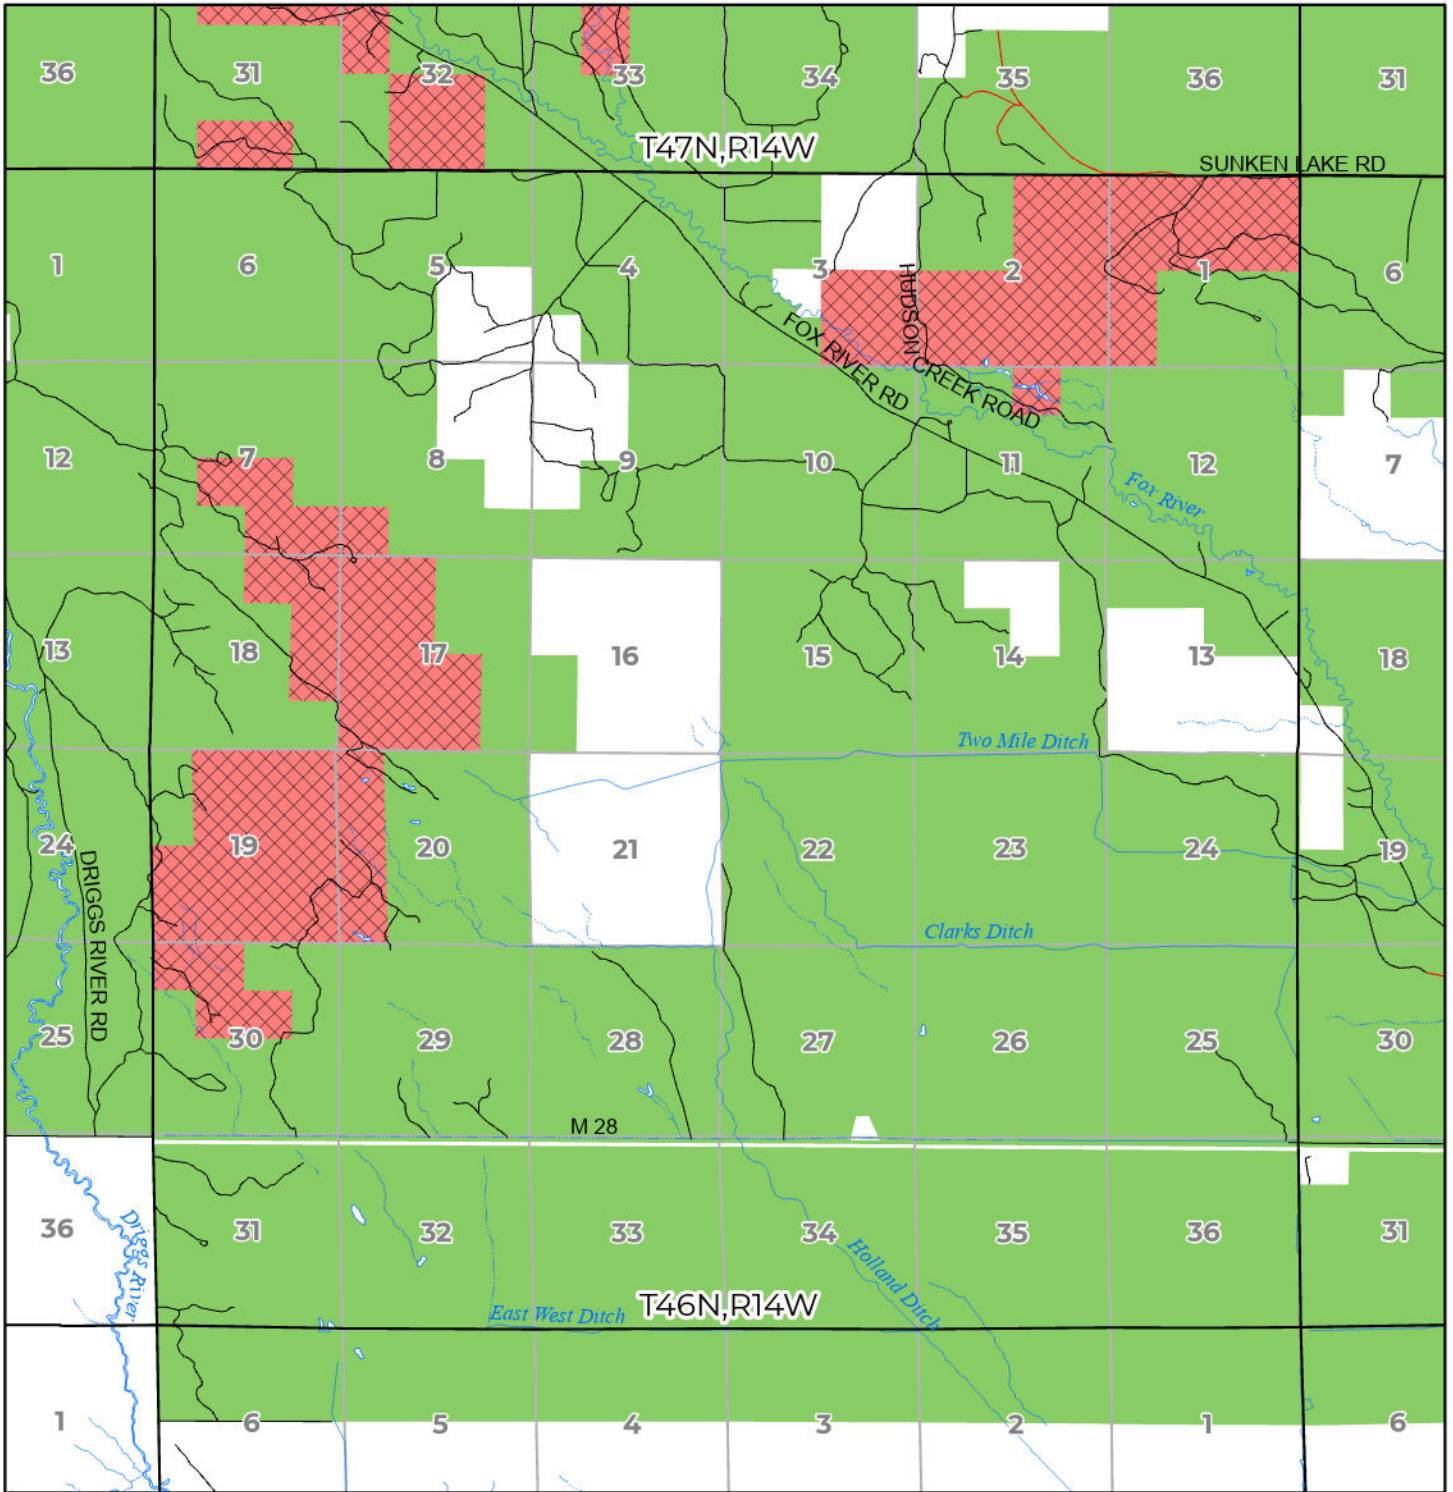 36 31 32 33 34 35 36 31
T47N,R14W
SUNKEN LAKE RD
1 6 5 4 3 2 1 6
HUDSON CREEK ROAD
FOX RIVER RD
12 7 8 9 10 11 12 7
Fox River
13 18 17 16 15 14 13 18
Two Mile Ditch
24 19 20 21 22 23 24 19
DRIGGS RIVER RD
Clarks Ditch
25 30 29 28 27 26 25 30
M 28
36 31 32 33 34 35 36 31
Driggs River
Holland Ditch
T46N,R14W
East West Ditch
1 6 5 4 3 2 1 6